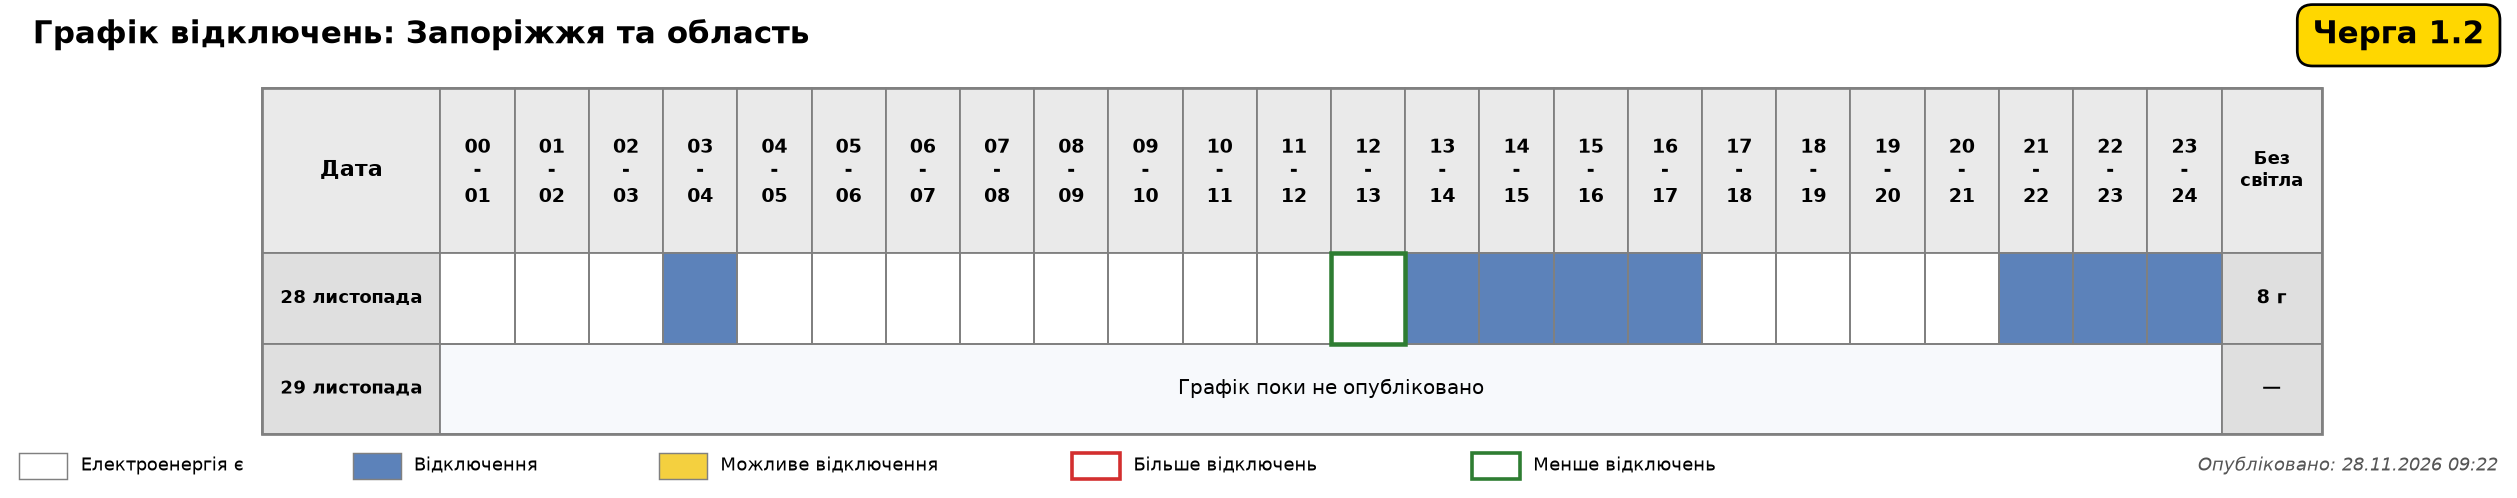 Графік відключень: Запоріжжя та область
Черга 1.2
Дата 00 - 01 01 - 02 02 - 03 03 - 04 04 - 05 05 - 06 06 - 07 07 - 08 08 - 09 09 - 10 10 - 11 11 - 12 12 - 13 13 - 14 14 - 15 15 - 16 16 - 17 17 - 18 18 - 19 19 - 20 20 - 21 21 - 22 22 - 23 23 - 24 Без світла
28 листопада 8 г
29 листопада Графік поки не опубліковано —
Електроенергія є Відключення Можливе відключення Більше відключень Менше відключень
Опубліковано: 28.11.2026 09:22